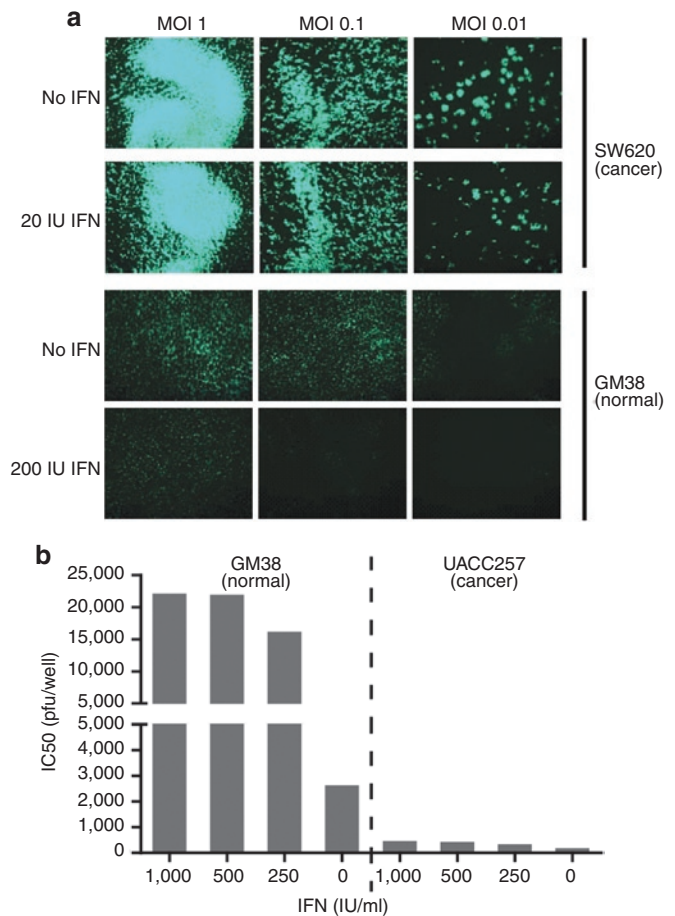 a
MOI 1 MOI 0.1 MOI 0.01
No IFN
20 IU IFN
SW620
(cancer)
No IFN
200 IU IFN
GM38
(normal)
b
GM38
(normal)
UACC257
(cancer)
IC50 (pfu/well)
25,000
20,000
15,000
10,000
5,000
5,000
4,000
3,000
2,000
1,000
0
1,000 500 250 0 1,000 500 250 0
IFN (IU/ml)